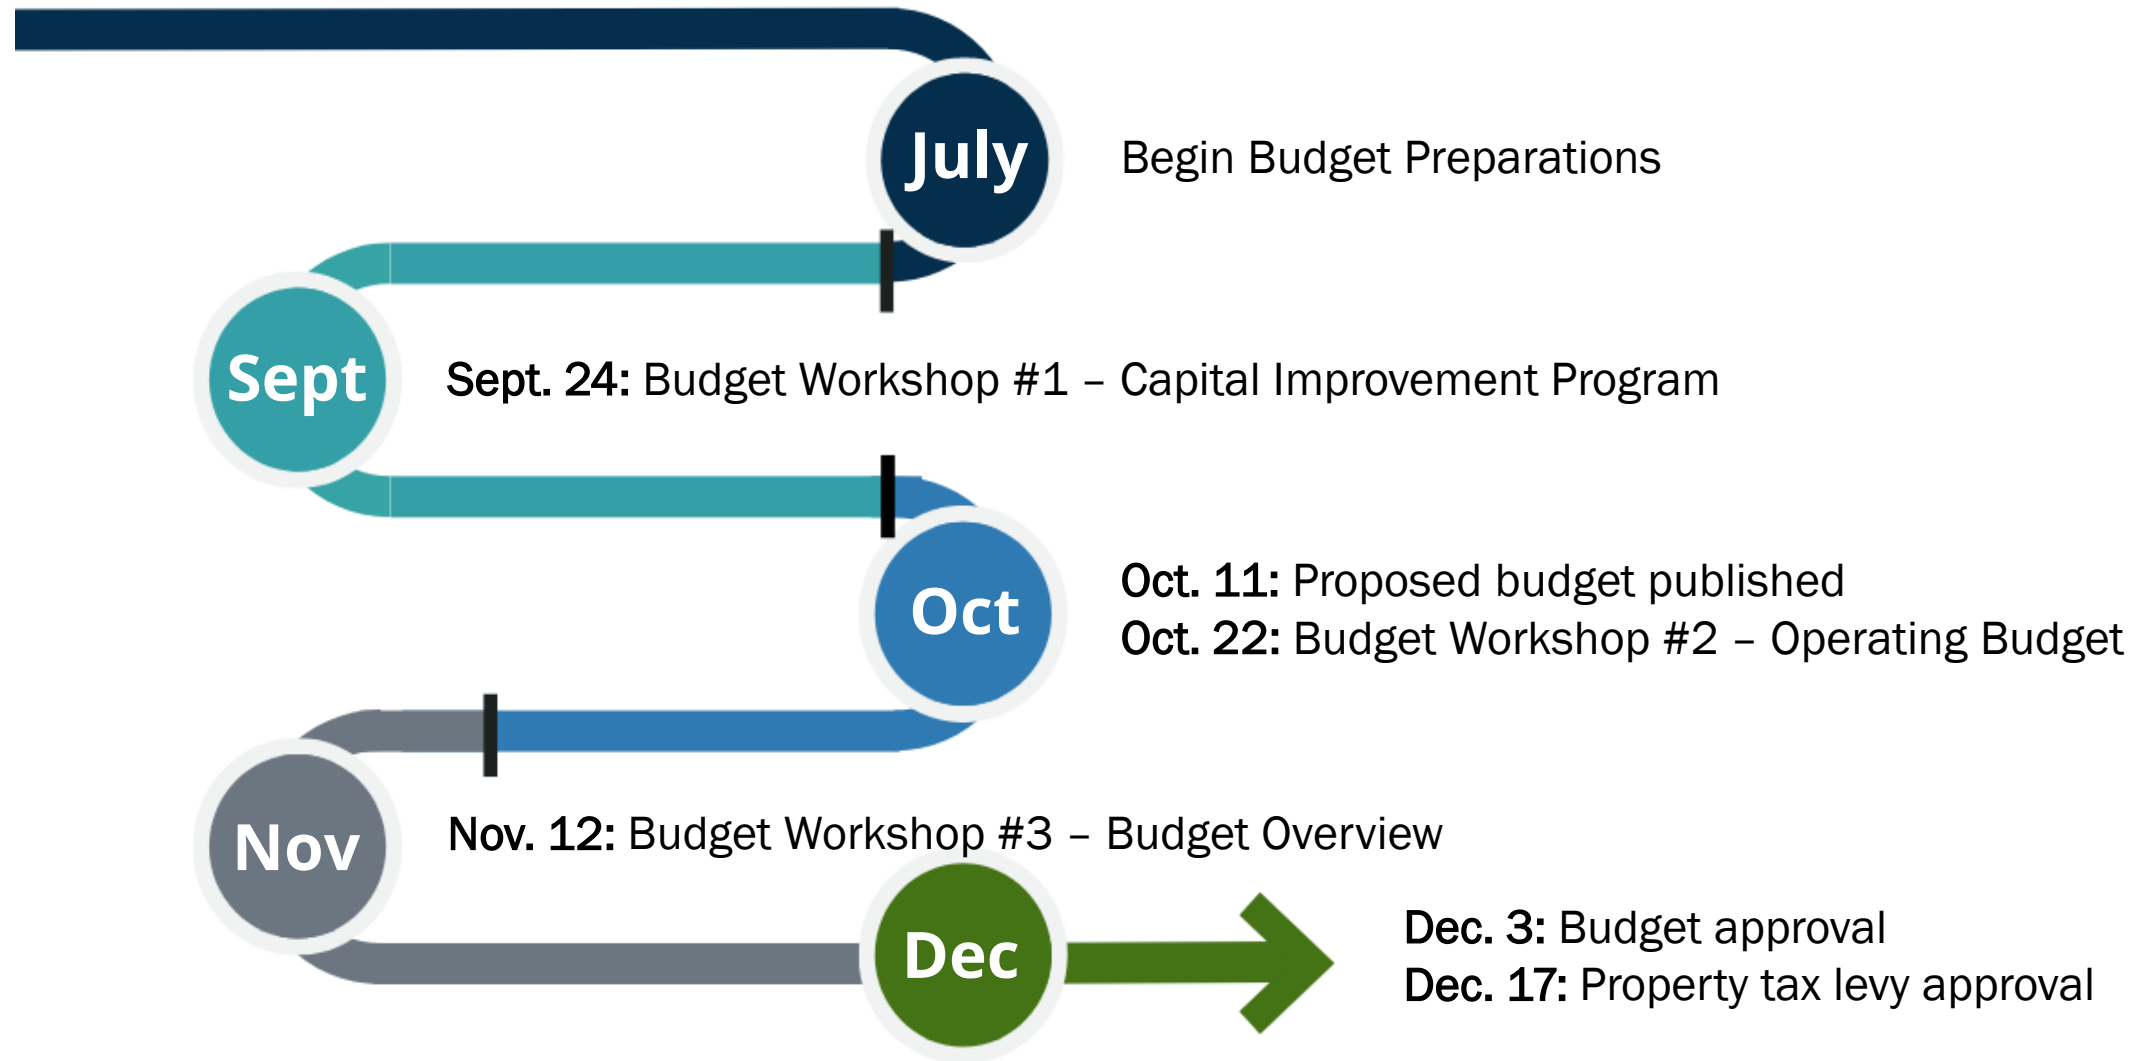 July
Begin Budget Preparations
Sept
Sept. 24: Budget Workshop #1 – Capital Improvement Program
Oct
Oct. 11: Proposed budget published
Oct. 22: Budget Workshop #2 – Operating Budget
Nov
Nov. 12: Budget Workshop #3 – Budget Overview
Dec
Dec. 3: Budget approval
Dec. 17: Property tax levy approval